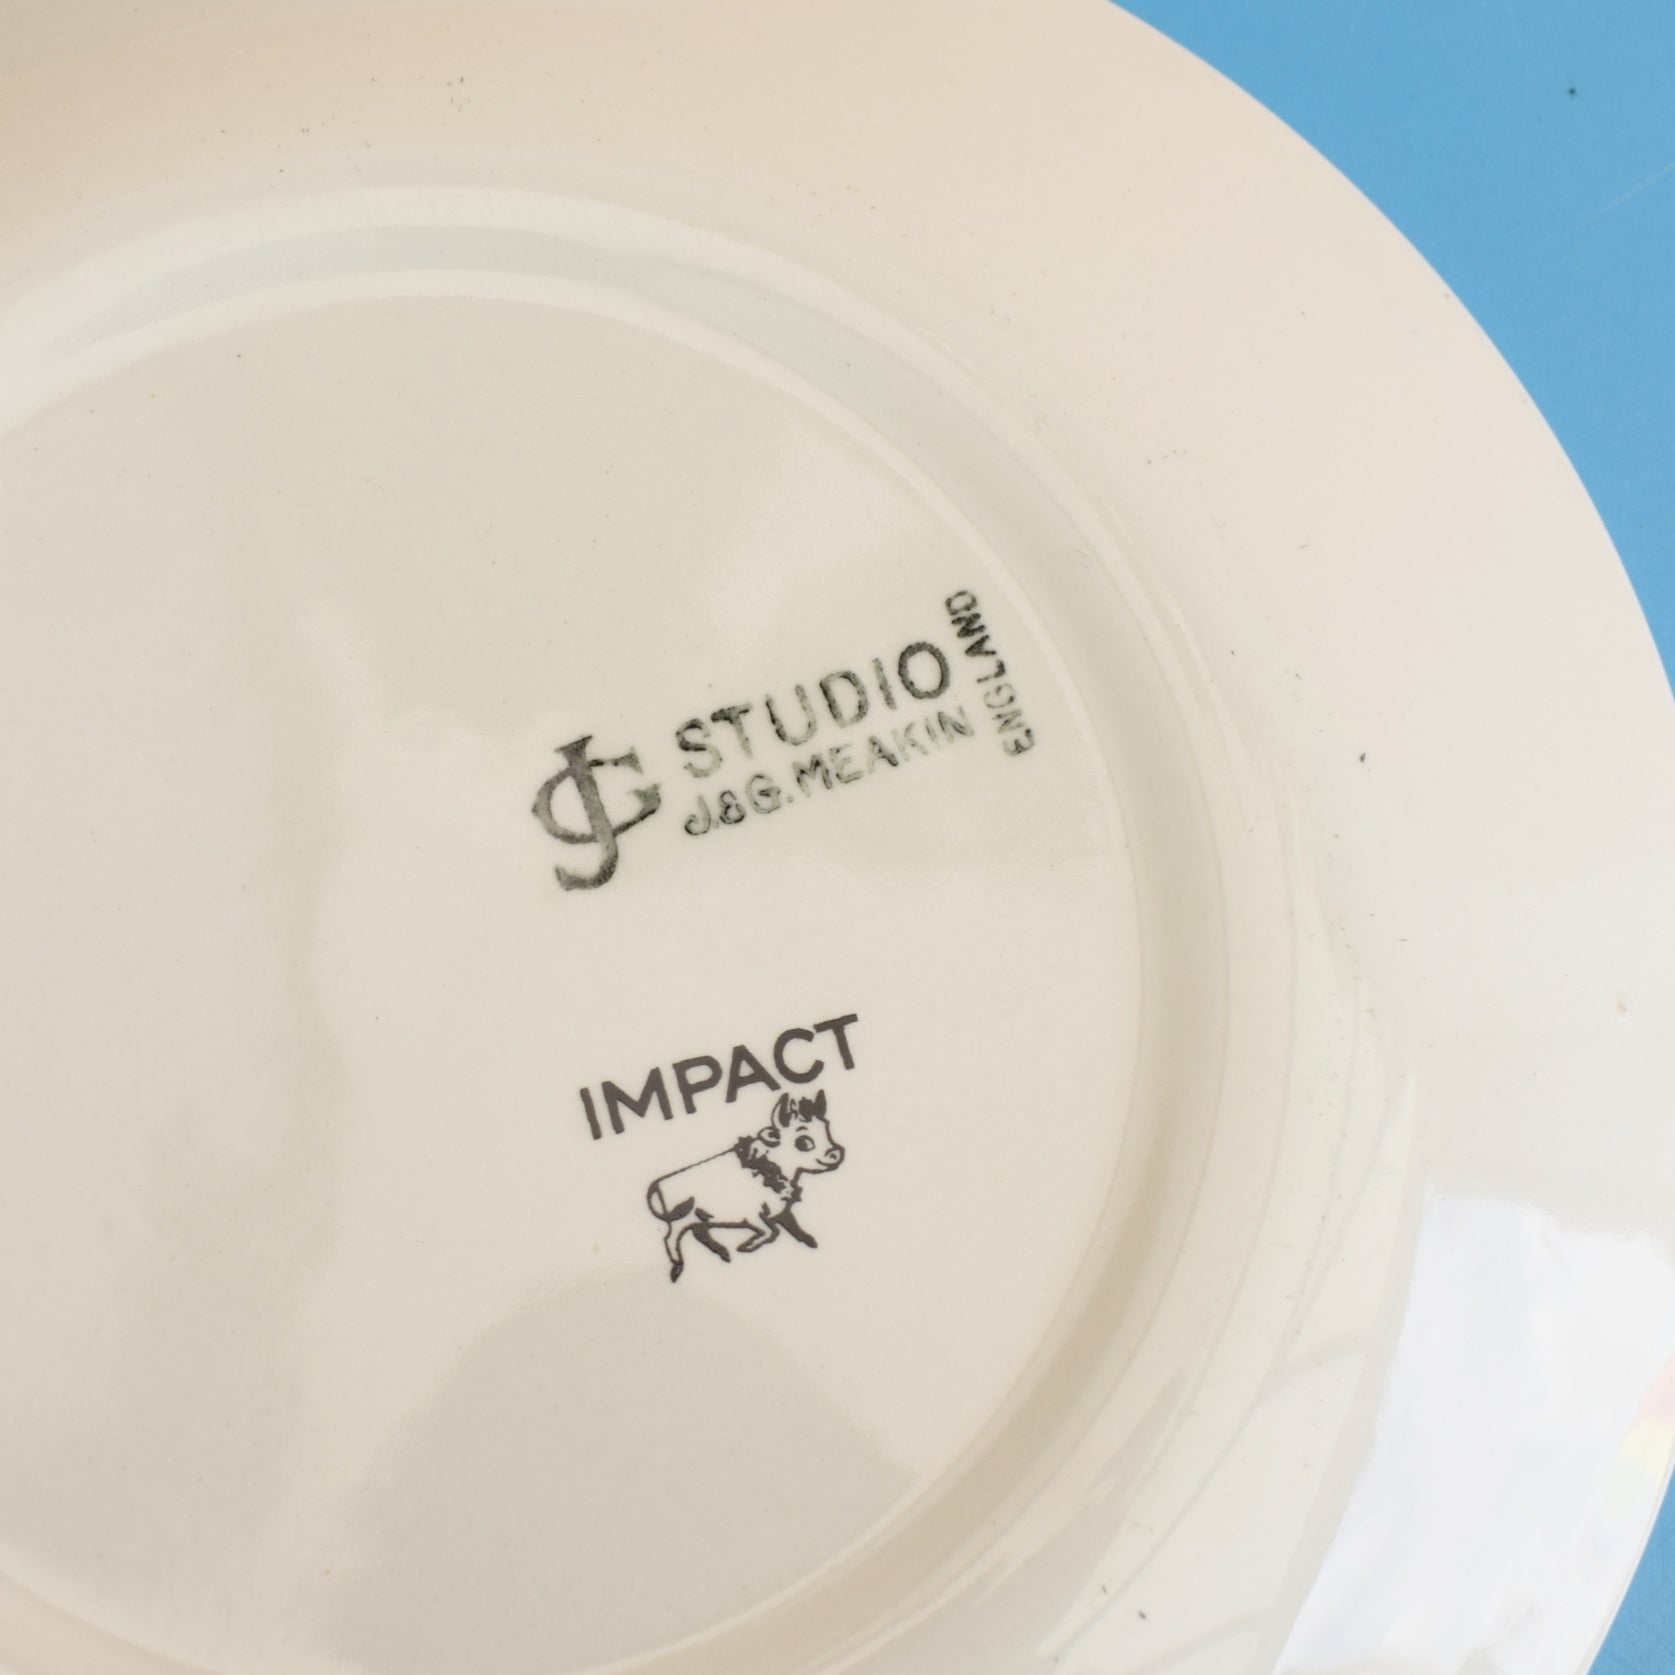 JG STUDIO
J.&G. MEAKIN
ENGLAND
IMPACT